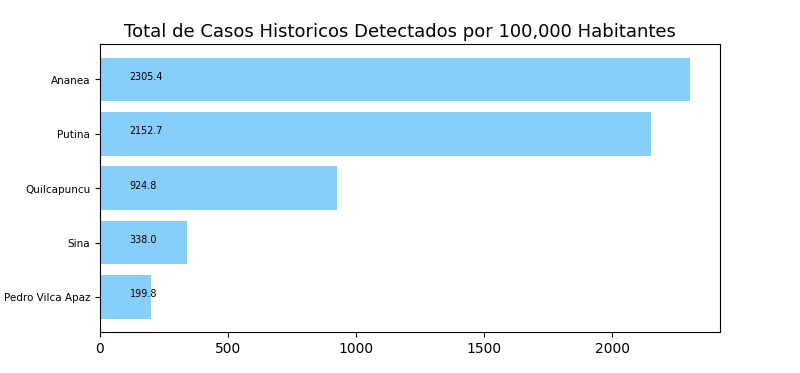 Total de Casos Historicos Detectados por 100,000 Habitantes
Ananea 2305.4
Putina 2152.7
Quilcapuncu 924.8
Sina 338.0
Pedro Vilca Apaz 199.8
0 500 1000 1500 2000